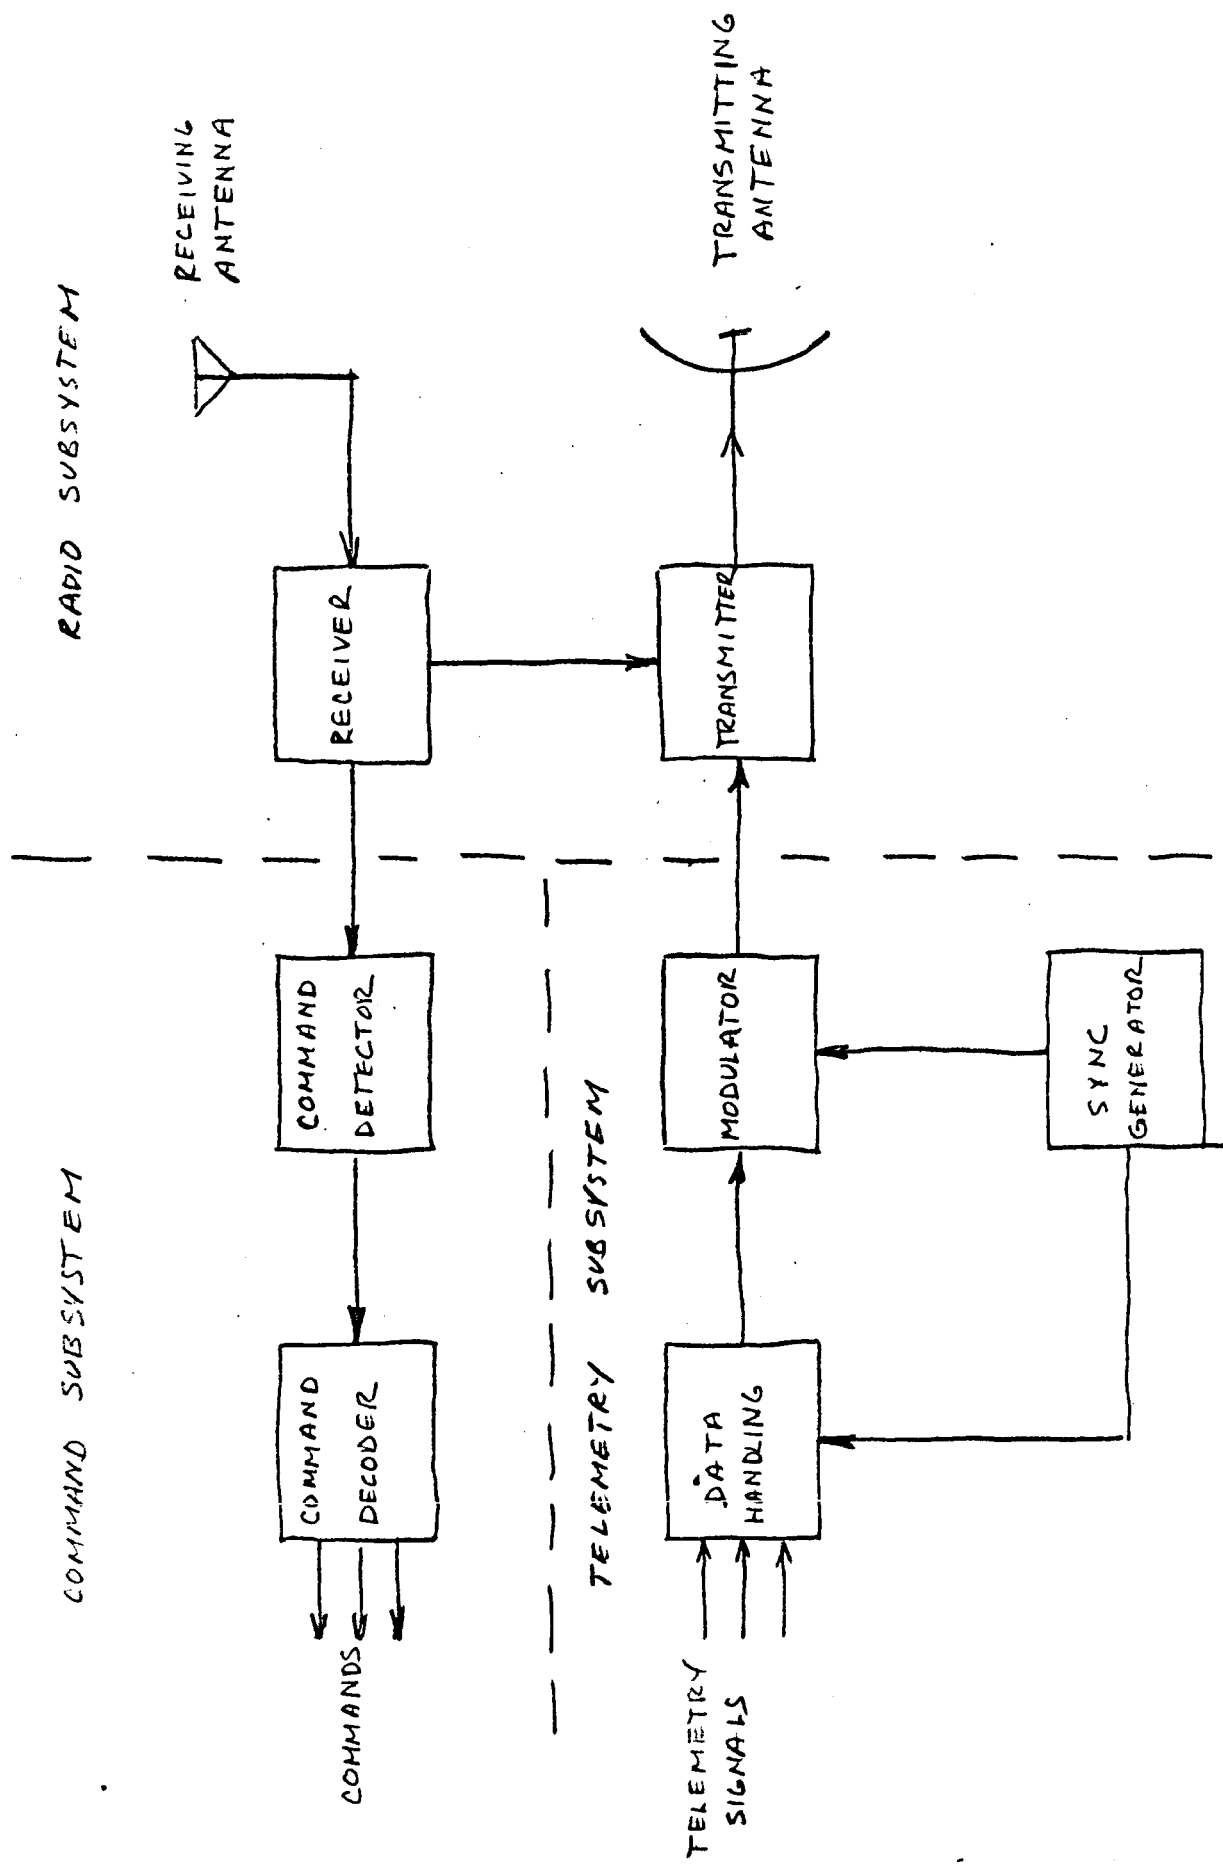 COMMAND SUBSYSTEM
RADIO SUBSYSTEM
RECEIVING
ANTENNA
COMMANDS
COMMAND
DECODER
COMMAND
DETECTOR
RECEIVER
TELEMETRY SUBSYSTEM
TELEMETRY
SIGNALS
DATA
HANDLING
MODULATOR
TRANSMITTER
TRANSMITTING
ANTENNA
SYNC
GENERATOR